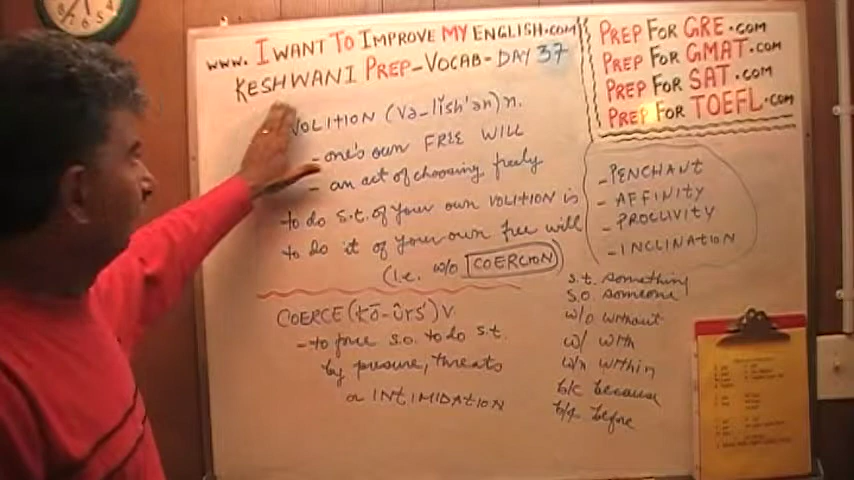 www. I WANT TO IMPROVE MY ENGLISH.com
KESHWANI PREP-VOCAB-DAY 37
VOLITION (və-lĭsh'ən) n.
- one's own FREE WILL
- an act of choosing freely
to do s.t. of your own VOLITION is
to do it of your own free will
(i.e. w/o COERCION)
COERCE (kō-ûrs') v.
- to force s.o. to do s.t.
by pressure, threats
or INTIMIDATION
PREP FOR GRE.com
PREP FOR GMAT.com
PREP FOR SAT.com
PREP FOR TOEFL.com
- PENCHANT
- AFFINITY
- PROCLIVITY
- INCLINATION
s.t. something
s.o. someone
w/o without
w/ with
w/n within
b/c because
b/4 before